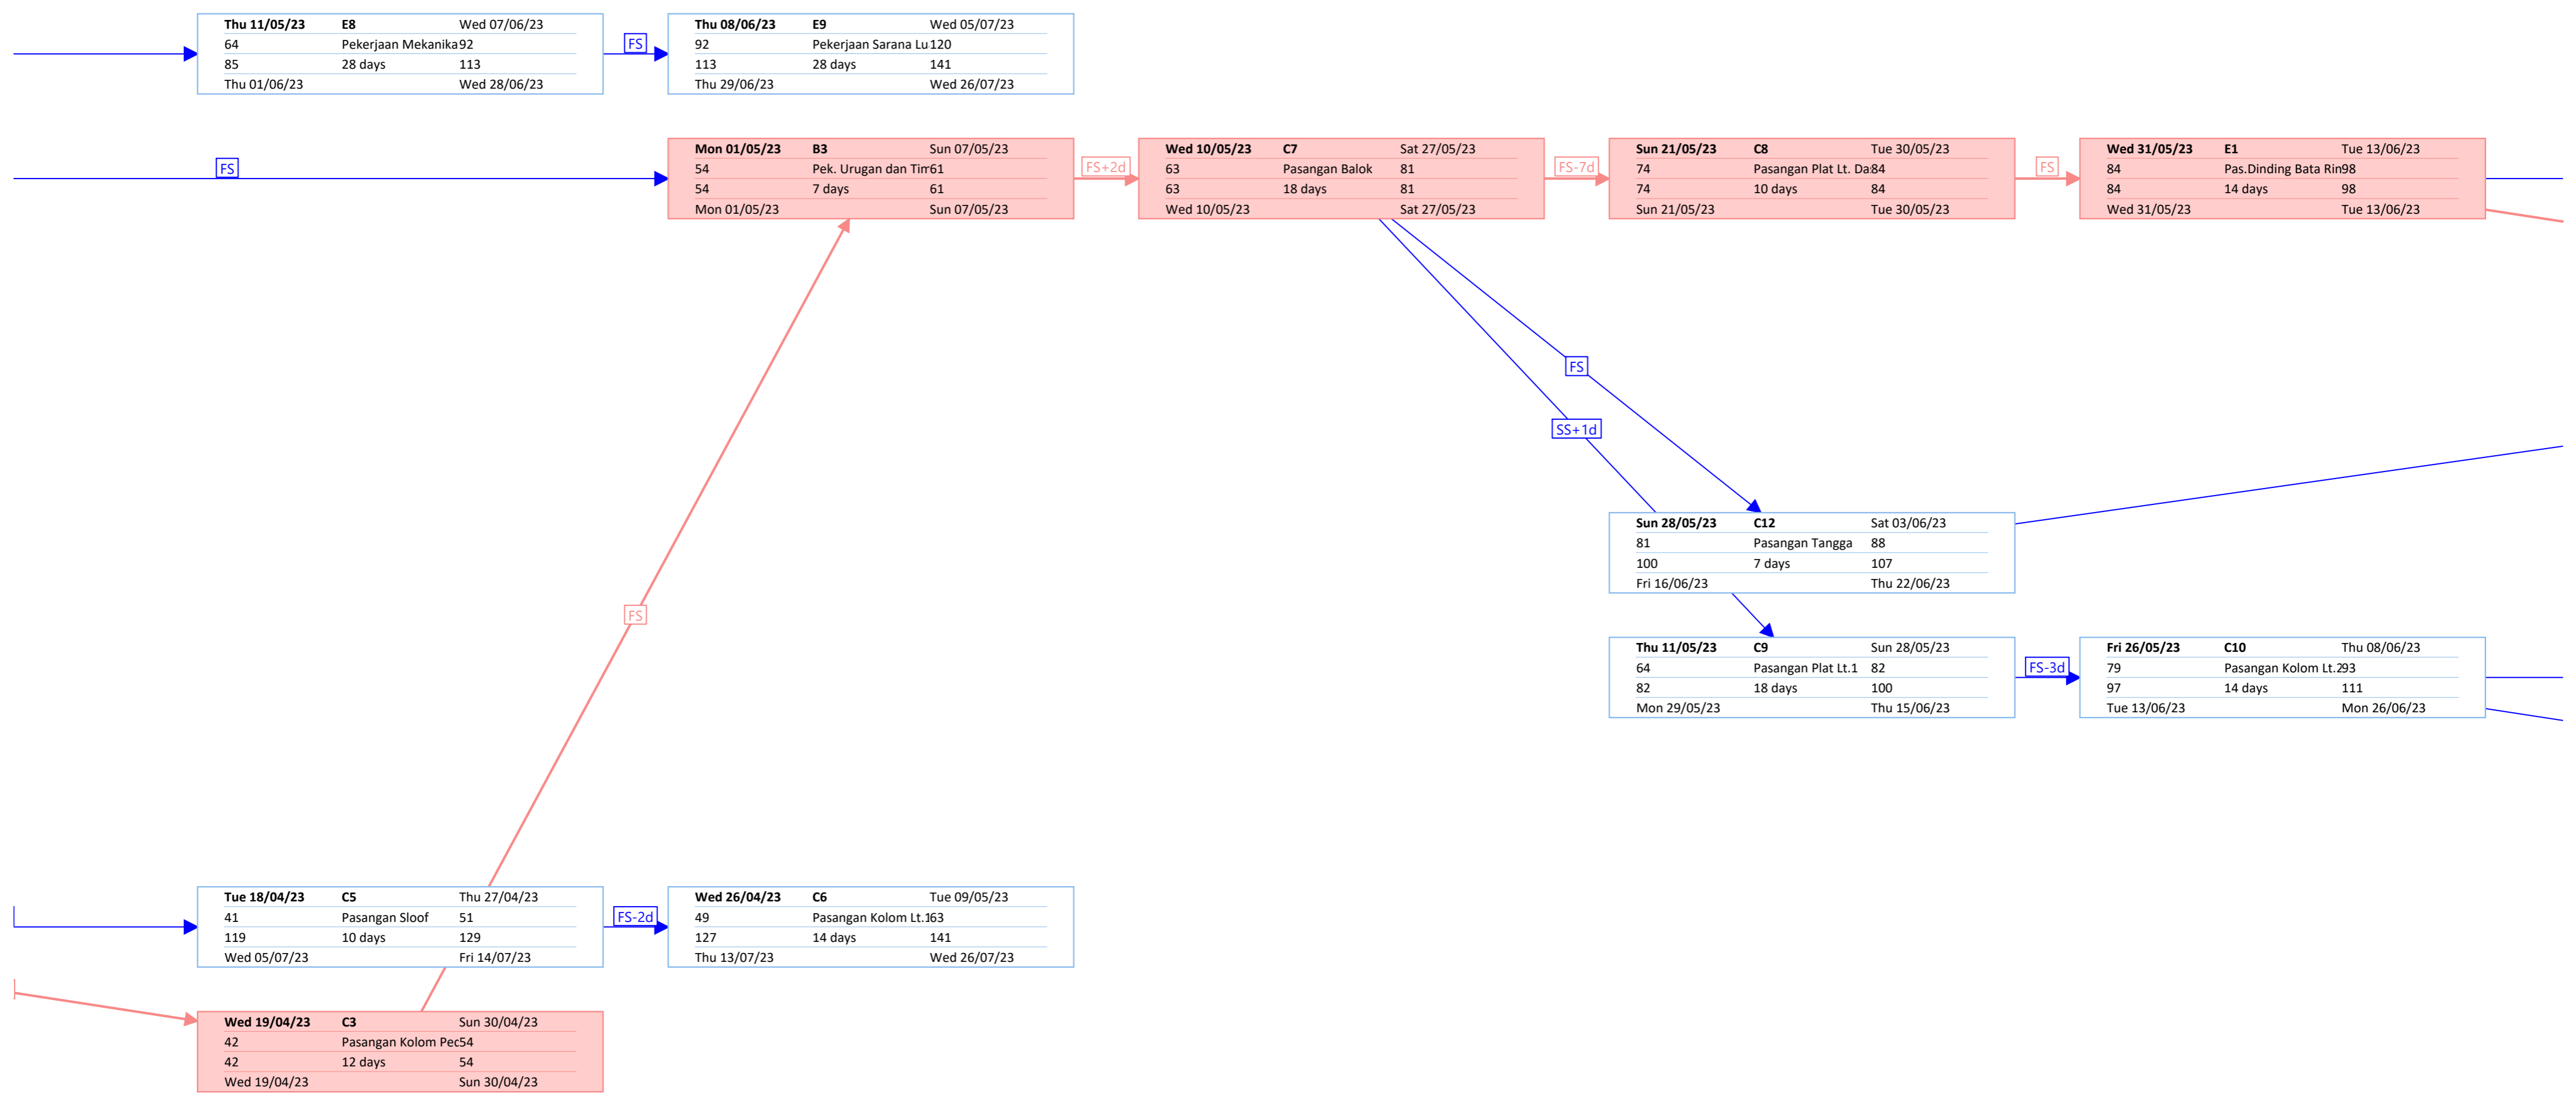 Thu 11/05/23 E8 Wed 07/06/23
64 Pekerjaan Mekanika 92
85 28 days 113
Thu 01/06/23 Wed 28/06/23
FS
Thu 08/06/23 E9 Wed 05/07/23
92 Pekerjaan Sarana Lu 120
113 28 days 141
Thu 29/06/23 Wed 26/07/23
FS
Mon 01/05/23 B3 Sun 07/05/23
54 Pek. Urugan dan 61
54 7 days 61
Mon 01/05/23 Sun 07/05/23
FS+2d
Wed 10/05/23 C7 Sat 27/05/23
63 Pasangan Balok 81
63 18 days 81
Wed 10/05/23 Sat 27/05/23
FS-7d
Sun 21/05/23 C8 Tue 30/05/23
74 Pasangan Plat Lt. Da 84
74 10 days 84
Sun 21/05/23 Tue 30/05/23
FS
Wed 31/05/23 E1 Tue 13/06/23
84 Pas.Dinding Bata Rin 98
84 14 days 98
Wed 31/05/23 Tue 13/06/23
FS
SS+1d
Sun 28/05/23 C12 Sat 03/06/23
81 Pasangan Tangga 88
100 7 days 107
Fri 16/06/23 Thu 22/06/23
FS
Thu 11/05/23 C9 Sun 28/05/23
64 Pasangan Plat Lt.1 82
82 18 days 100
Mon 29/05/23 Thu 15/06/23
FS-3d
Fri 26/05/23 C10 Thu 08/06/23
79 Pasangan Kolom Lt.2 93
97 14 days 111
Tue 13/06/23 Mon 26/06/23
Tue 18/04/23 C5 Thu 27/04/23
41 Pasangan Sloof 51
119 10 days 129
Wed 05/07/23 Fri 14/07/23
FS-2d
Wed 26/04/23 C6 Tue 09/05/23
49 Pasangan Kolom Lt.1 63
127 14 days 141
Thu 13/07/23 Wed 26/07/23
Wed 19/04/23 C3 Sun 30/04/23
42 Pasangan Kolom Pec 54
42 12 days 54
Wed 19/04/23 Sun 30/04/23